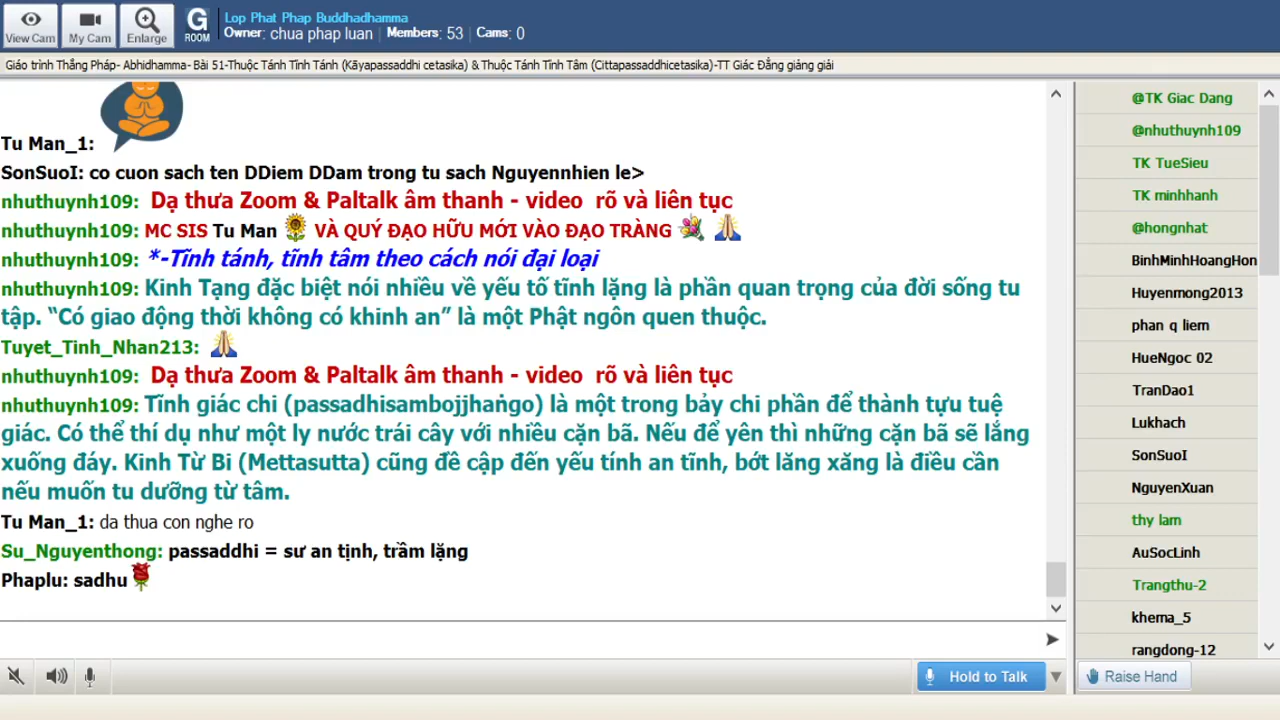 View Cam
My Cam
Enlarge
G
ROOM
Lop Phat Phap Buddhadhamma
Owner: chua phap luan | Members: 53 | Cams: 0
Giáo trình Thắng Pháp- Abhidhamma- Bài 51-Thuộc Tánh Tĩnh Tánh (Kāyapassaddhi cetasika) & Thuộc Tánh Tĩnh Tâm (Cittapassaddhicetasika)-TT Giác Đẳng giảng giải
Tu Man_1:
SonSuoI: co cuon sach ten DDiem DDam trong tu sach Nguyennhien le>
nhuthuynh109: Dạ thưa Zoom & Paltalk âm thanh - video rõ và liên tục
nhuthuynh109: MC SIS Tu Man VÀ QUÝ ĐẠO HỮU MỚI VÀO ĐẠO TRÀNG
nhuthuynh109: *-Tĩnh tánh, tĩnh tâm theo cách nói đại loại
nhuthuynh109: Kinh Tạng đặc biệt nói nhiều về yếu tố tĩnh lặng là phần quan trọng của đời sống tu
tập. “Có giao động thời không có khinh an” là một Phật ngôn quen thuộc.
Tuyet_Tinh_Nhan213:
nhuthuynh109: Dạ thưa Zoom & Paltalk âm thanh - video rõ và liên tục
nhuthuynh109: Tĩnh giác chi (passadhisambojjhaṅgo) là một trong bảy chi phần để thành tựu tuệ
giác. Có thể thí dụ như một ly nước trái cây với nhiều cặn bã. Nếu để yên thì những cặn bã sẽ lắng
xuống đáy. Kinh Từ Bi (Mettasutta) cũng đề cập đến yếu tính an tĩnh, bớt lăng xăng là điều cần
nếu muốn tu dưỡng từ tâm.
Tu Man_1: da thua con nghe ro
Su_Nguyenthong: passaddhi = sư an tịnh, trầm lặng
Phaplu: sadhu
Hold to Talk
@TK Giac Dang
@nhuthuynh109
TK TueSieu
TK minhhanh
@hongnhat
BinhMinhHoangHon
Huyenmong2013
phan q liem
HueNgoc 02
TranDao1
Lukhach
SonSuoI
NguyenXuan
thy lam
AuSocLinh
Trangthu-2
khema_5
rangdong-12
Raise Hand